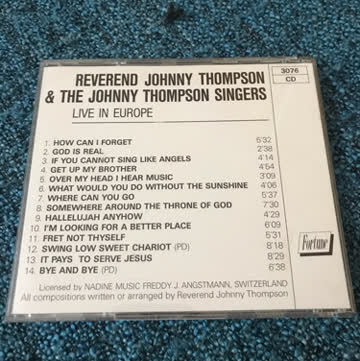 REVEREND JOHNNY THOMPSON
& THE JOHNNY THOMPSON SINGERS
LIVE IN EUROPE
3076
CD
1. HOW CAN I FORGET 5'32
2. GOD IS REAL 2'38
3. IF YOU CANNOT SING LIKE ANGELS 4'14
4. GET UP MY BROTHER 4'54
5. OVER MY HEAD I HEAR MUSIC 3'09
6. WHAT WOULD YOU DO WITHOUT THE SUNSHINE 4'06
7. WHERE CAN YOU GO 5'37
8. SOMEWHERE AROUND THE THRONE OF GOD 7'30
9. HALLELUJAH ANYHOW 4'29
10. I'M LOOKING FOR A BETTER PLACE 6'09
11. FRET NOT THYSELF 5'31
12. SWING LOW SWEET CHARIOT (PD) 8'18
13. IT PAYS TO SERVE JESUS 8'29
14. BYE AND BYE (PD) 6'38
Fortune
Licensed by NADINE MUSIC FREDDY J. ANGSTMANN, SWITZERLAND
All compositions written or arranged by Reverend Johnny Thompson